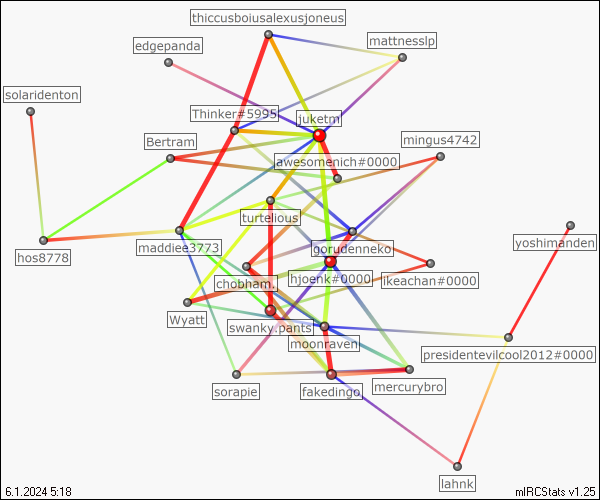 thiccusboiusalexusjoneus
edgepanda
mattnesslp
solaridenton
Thinker#5995
juketm
Bertram
mingus4742
awesomenich#0000
turtelious
maddiee3773
gorudenneko
yoshimanden
hos8778
chobham.
hjoenk#0000
ikeachan#0000
Wyatt
swanky.pants
moonraven
presidentevilcool2012#0000
sorapie
fakedingo
mercurybro
lahnk
6.1.2024 5:18
mIRCStats v1.25